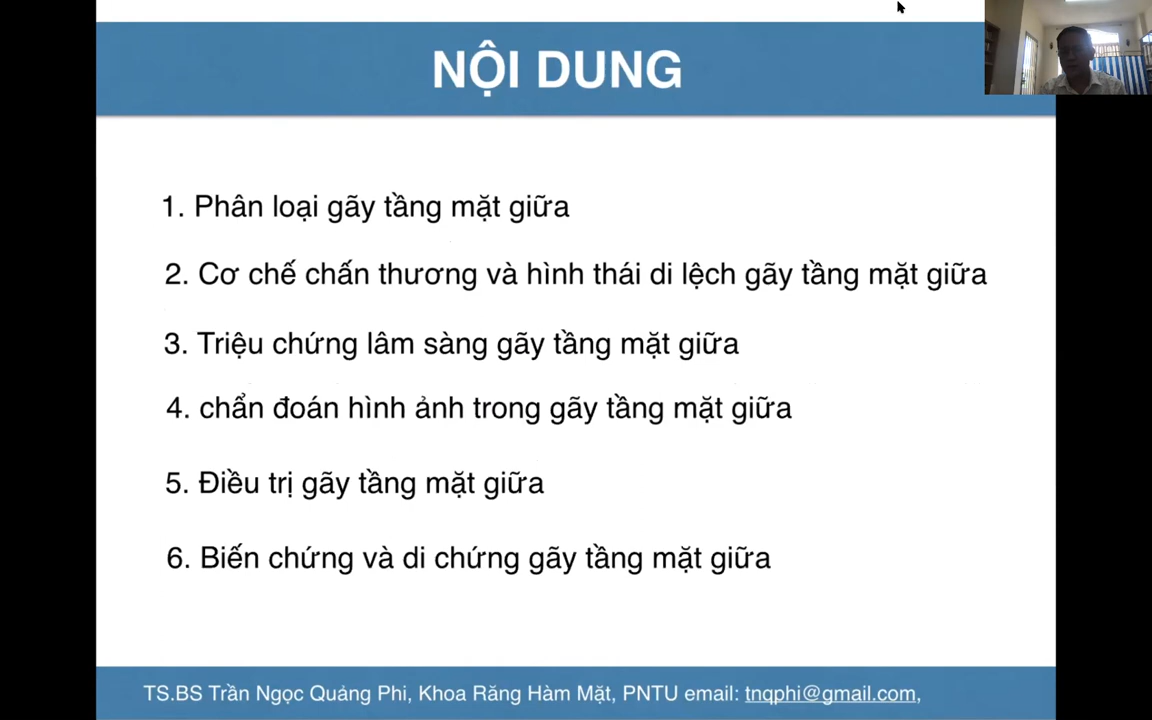 NỘI DUNG
1. Phân loại gãy tầng mặt giữa
2. Cơ chế chấn thương và hình thái di lệch gãy tầng mặt giữa
3. Triệu chứng lâm sàng gãy tầng mặt giữa
4. chẩn đoán hình ảnh trong gãy tầng mặt giữa
5. Điều trị gãy tầng mặt giữa
6. Biến chứng và di chứng gãy tầng mặt giữa
TS.BS Trần Ngọc Quảng Phi, Khoa Răng Hàm Mặt, PNTU email: tnqphi@gmail.com,